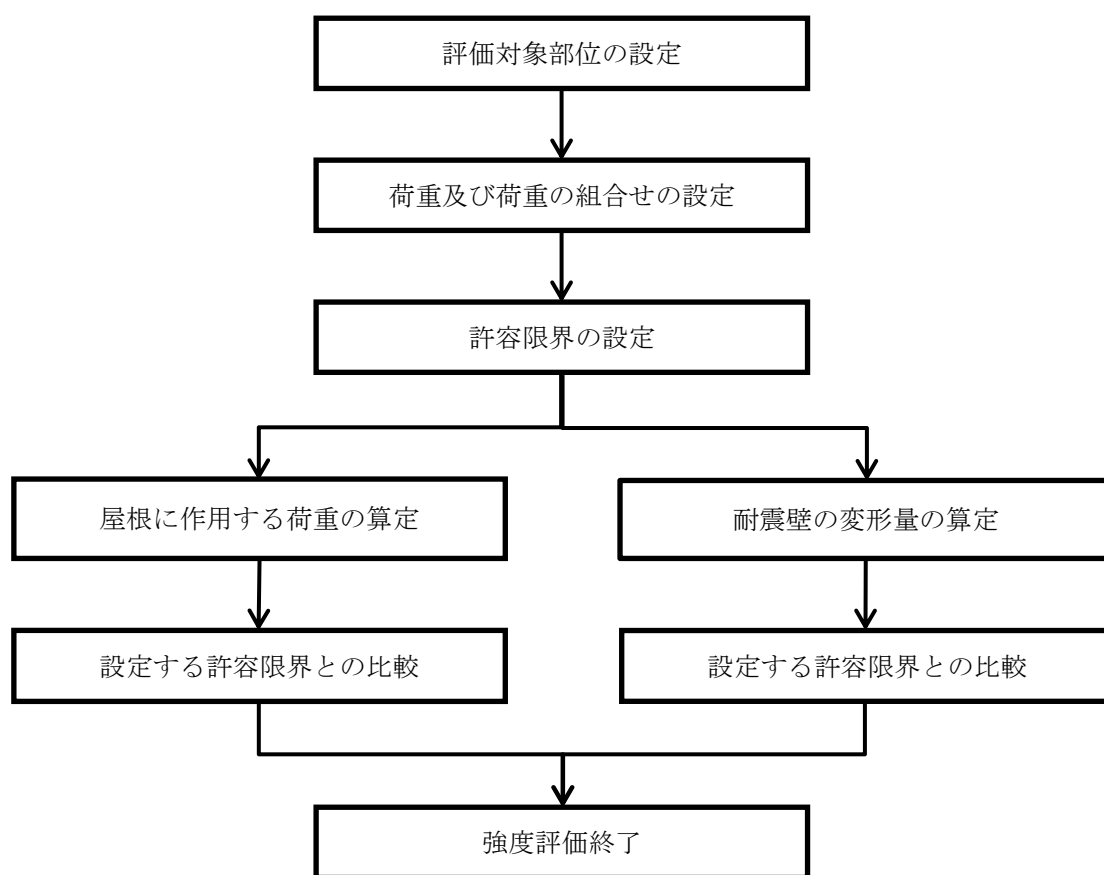 評価対象部位の設定
荷重及び荷重の組合せの設定
許容限界の設定
屋根に作用する荷重の算定
耐震壁の変形量の算定
設定する許容限界との比較
設定する許容限界との比較
強度評価終了